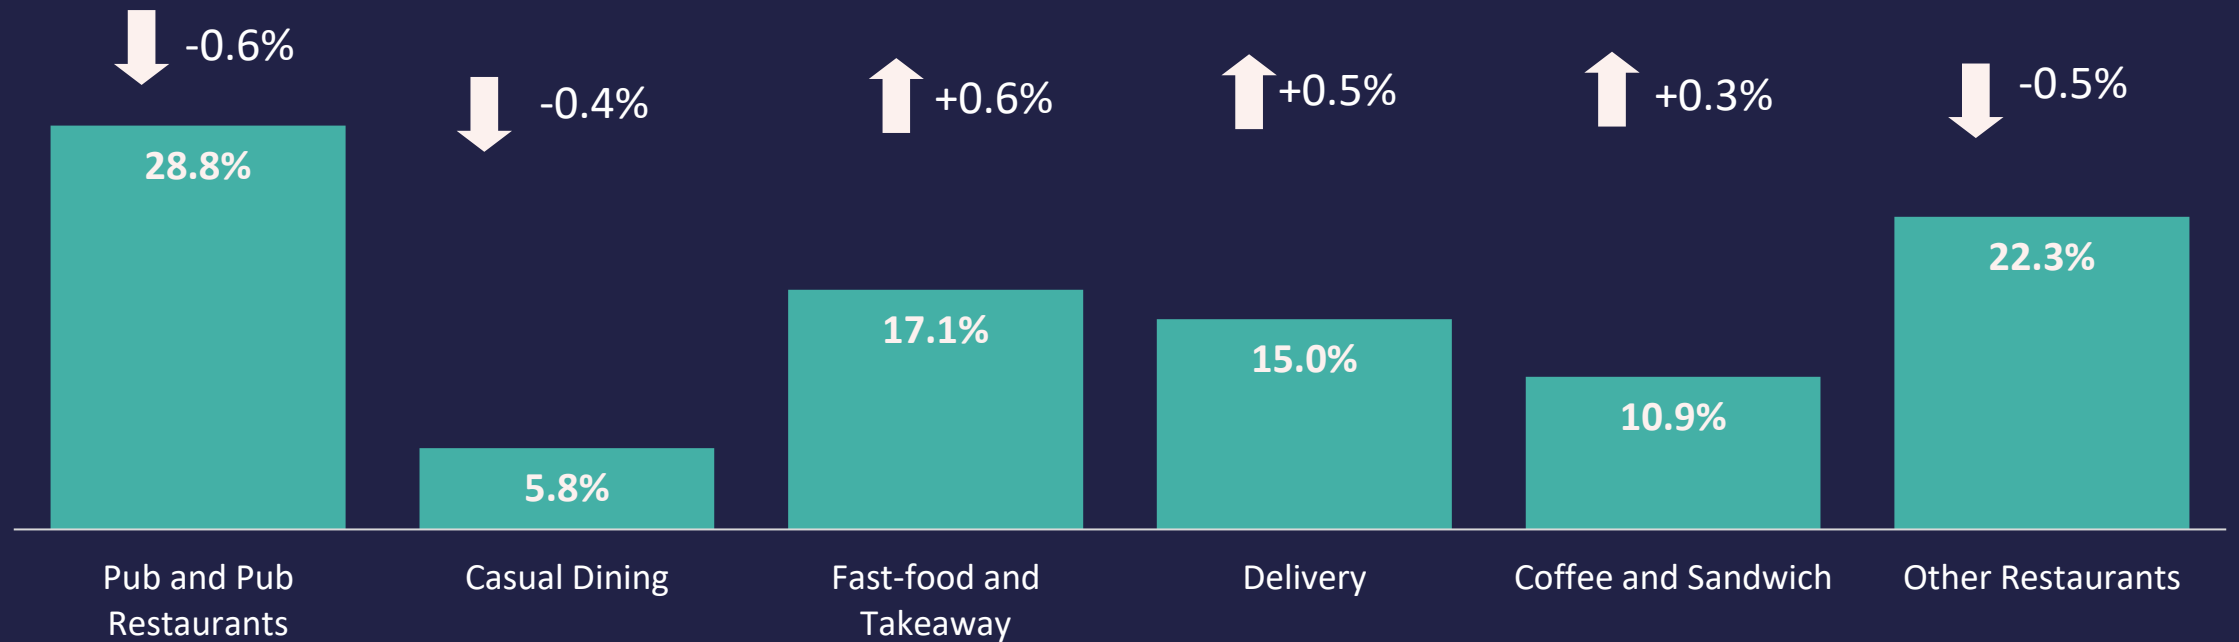 -0.6%
-0.4%
+0.6%
+0.5%
+0.3%
-0.5%
28.8%
5.8%
17.1%
15.0%
10.9%
22.3%
Pub and Pub
Restaurants
Casual Dining
Fast-food and
Takeaway
Delivery
Coffee and Sandwich
Other Restaurants